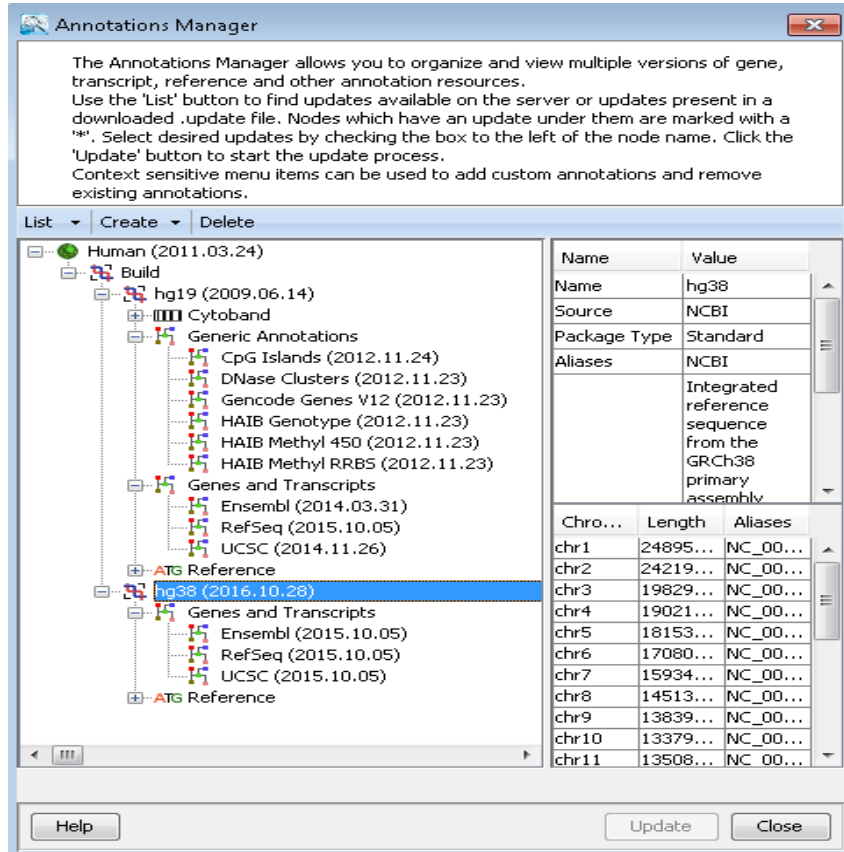 Annotations Manager
The Annotations Manager allows you to organize and view multiple versions of gene,
transcript, reference and other annotation resources.
Use the 'List' button to find updates available on the server or updates present in a
downloaded .update file. Nodes which have an update under them are marked with a
'*'. Select desired updates by checking the box to the left of the node name. Click the
'Update' button to start the update process.
Context sensitive menu items can be used to add custom annotations and remove
existing annotations.
List Create Delete
Human (2011.03.24)
Build
hg19 (2009.06.14)
Cytoband
Generic Annotations
CpG Islands (2012.11.24)
DNase Clusters (2012.11.23)
Gencode Genes V12 (2012.11.23)
HAIB Genotype (2012.11.23)
HAIB Methyl 450 (2012.11.23)
HAIB Methyl RRBS (2012.11.23)
Genes and Transcripts
Ensembl (2014.03.31)
RefSeq (2015.10.05)
UCSC (2014.11.26)
ATG Reference
hg38 (2016.10.28)
Genes and Transcripts
Ensembl (2015.10.05)
RefSeq (2015.10.05)
UCSC (2015.10.05)
ATG Reference
Name Value
Name hg38
Source NCBI
Package Type Standard
Aliases NCBI
Integrated
reference
sequence
from the
GRCh38
primary
assembly
Chro... Length Aliases
chr1 24895... NC_00...
chr2 24219... NC_00...
chr3 19829... NC_00...
chr4 19021... NC_00...
chr5 18153... NC_00...
chr6 17080... NC_00...
chr7 15934... NC_00...
chr8 14513... NC_00...
chr9 13839... NC_00...
chr10 13379... NC_00...
chr11 13508... NC_00...
Help Update Close